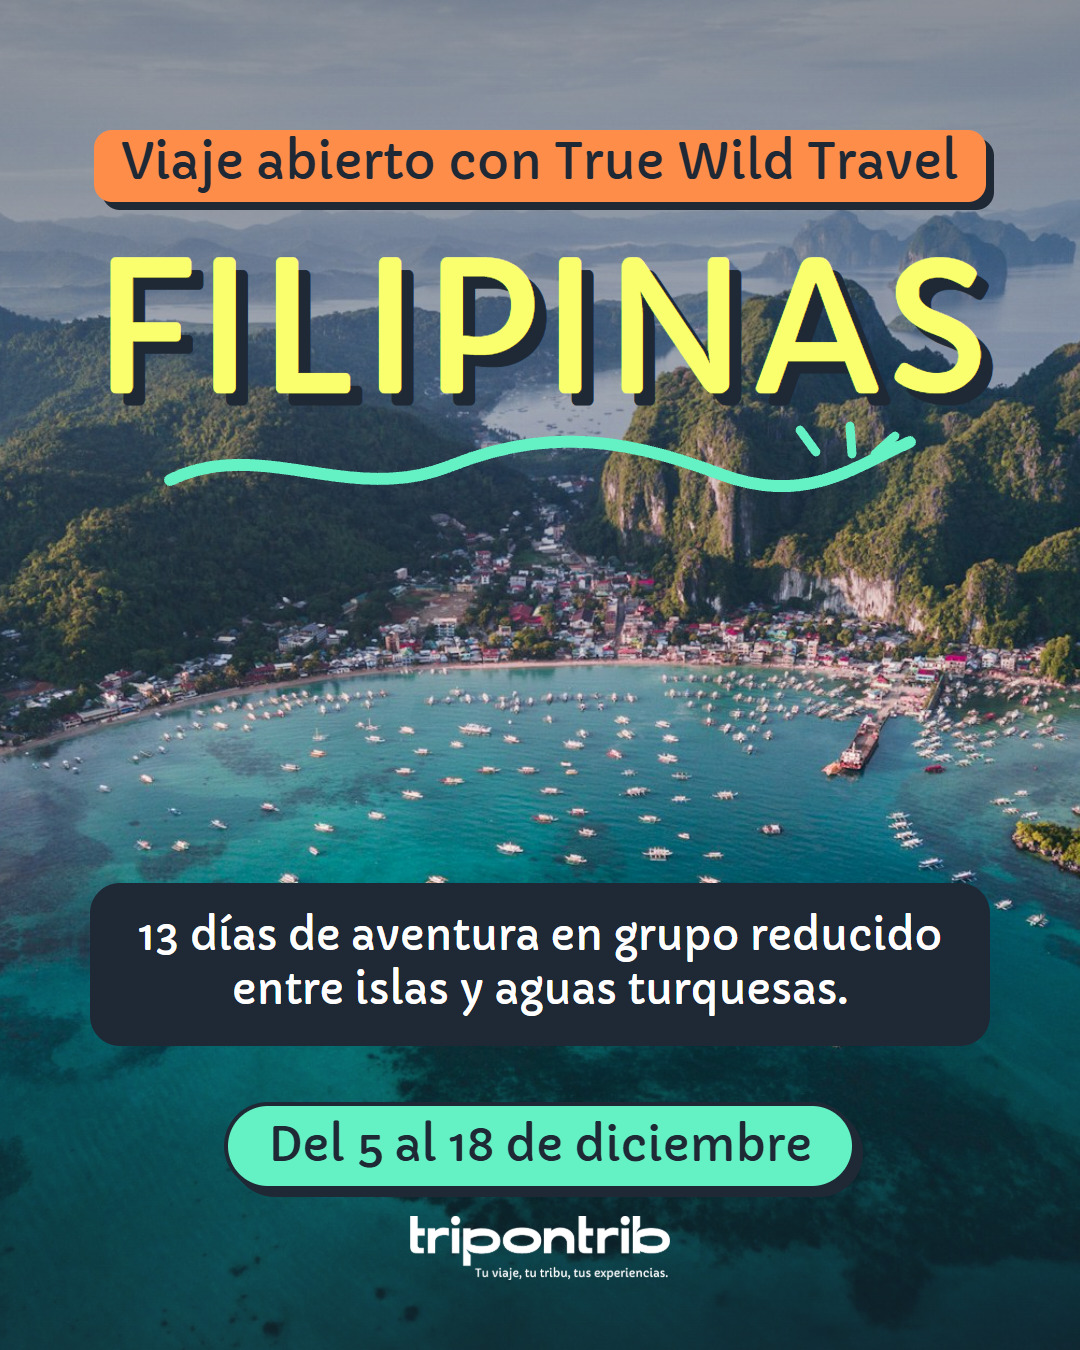 Viaje abierto con True Wild Travel
FILIPINAS
13 días de aventura en grupo reducido
entre islas y aguas turquesas.
Del 5 al 18 de diciembre
tripontrib
Tu viaje, tu tribu, tus experiencias.